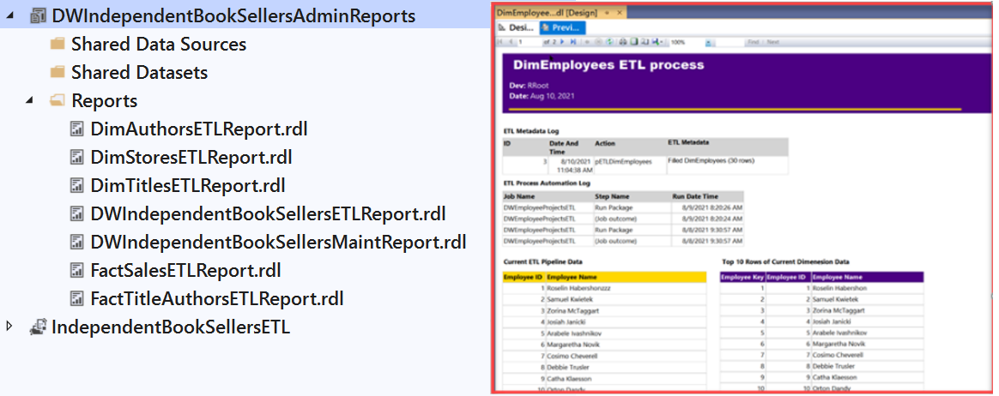 DWIndependentBookSellersAdminReports
Shared Data Sources
Shared Datasets
Reports
DimAuthorsETLReport.rdl
DimStoresETLReport.rdl
DimTitlesETLReport.rdl
DWIndependentBookSellersETLReport.rdl
DWIndependentBookSellersMaintReport.rdl
FactSalesETLReport.rdl
FactTitleAuthorsETLReport.rdl
IndependentBookSellersETL
DimEmployee...dl [Design]
Desi... Previ...
1 of 2 100% Find | Next
DimEmployees ETL process
Dev: RRoot
Date: Aug 10, 2021
ETL Metadata Log
ID Date And Time Action ETL Metadata
3 8/10/2021 11:04:38 AM pETLDimEmployees Filled DimEmployees (30 rows)
ETL Process Automation Log
Job Name Step Name Run Date Time
DWEmployeeProjectsETL Run Package 8/9/2021 8:20:26 AM
DWEmployeeProjectsETL (Job outcome) 8/9/2021 8:20:24 AM
DWEmployeeProjectsETL Run Package 8/8/2021 9:30:57 AM
DWEmployeeProjectsETL (Job outcome) 8/8/2021 9:30:57 AM
Current ETL Pipeline Data Top 10 Rows of Current Dimenesion Data
Employee ID Employee Name Employee Key Employee ID Employee Name
1 Roselin Habershonzzz 1 1 Roselin Habershon
2 Samuel Kwietek 2 2 Samuel Kwietek
3 Zorina McTaggart 3 3 Zorina McTaggart
4 Josiah Janicki 4 4 Josiah Janicki
5 Arabele Ivashnikov 5 5 Arabele Ivashnikov
6 Margaretha Novik 6 6 Margaretha Novik
7 Cosimo Cheverell 7 7 Cosimo Cheverell
8 Debbie Trusler 8 8 Debbie Trusler
9 Catha Klaesson 9 9 Catha Klaesson
10 Orton Dandy 10 10 Orton Dandy